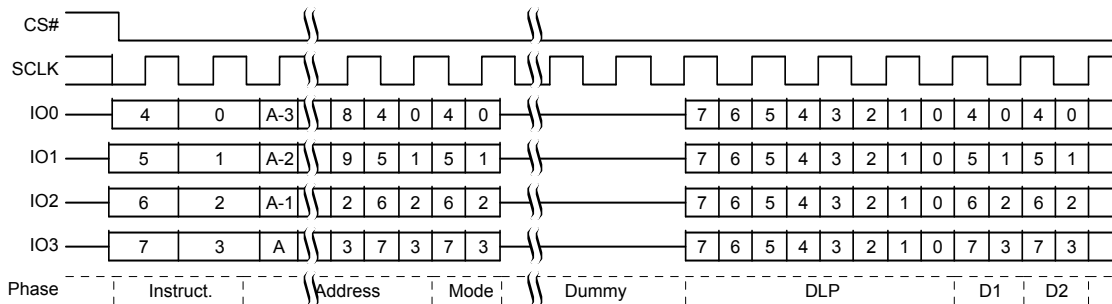 CS#
SCLK
IO0 4 0 A-3 8 4 0 4 0 7 6 5 4 3 2 1 0 4 0 4 0
IO1 5 1 A-2 9 5 1 5 1 7 6 5 4 3 2 1 0 5 1 5 1
IO2 6 2 A-1 2 6 2 6 2 7 6 5 4 3 2 1 0 6 2 6 2
IO3 7 3 A 3 7 3 7 3 7 6 5 4 3 2 1 0 7 3 7 3
Phase Instruct. Address Mode Dummy DLP D1 D2